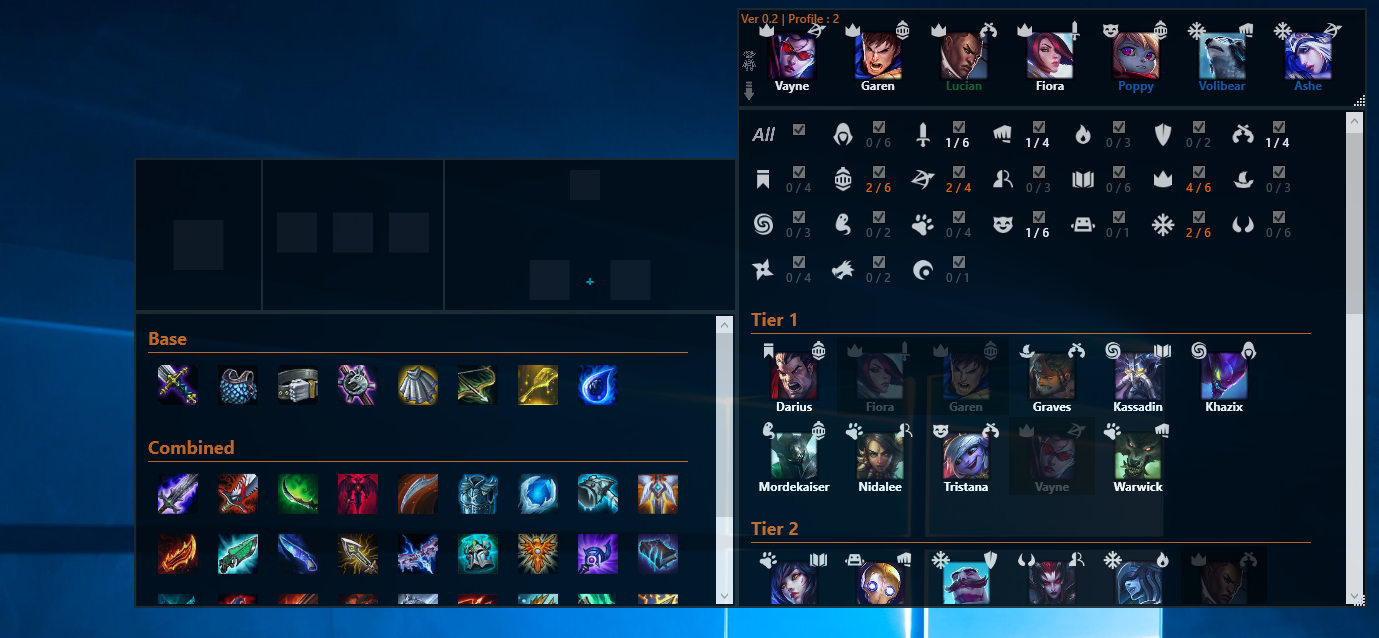 Ver 0.2 | Profile : 2
Vayne Garen Lucian Fiora Poppy Volibear Ashe
All 0 / 6 1 / 6 1 / 4 0 / 3 0 / 2 1 / 4
0 / 4 2 / 6 2 / 4 0 / 3 0 / 6 4 / 6 0 / 3
0 / 3 0 / 2 0 / 4 1 / 6 0 / 1 2 / 6 0 / 6
0 / 4 0 / 2 0 / 1
+
Base
Combined
Tier 1
Darius Fiora Garen Graves Kassadin Khazix
Mordekaiser Nidalee Tristana Vayne Warwick
Tier 2